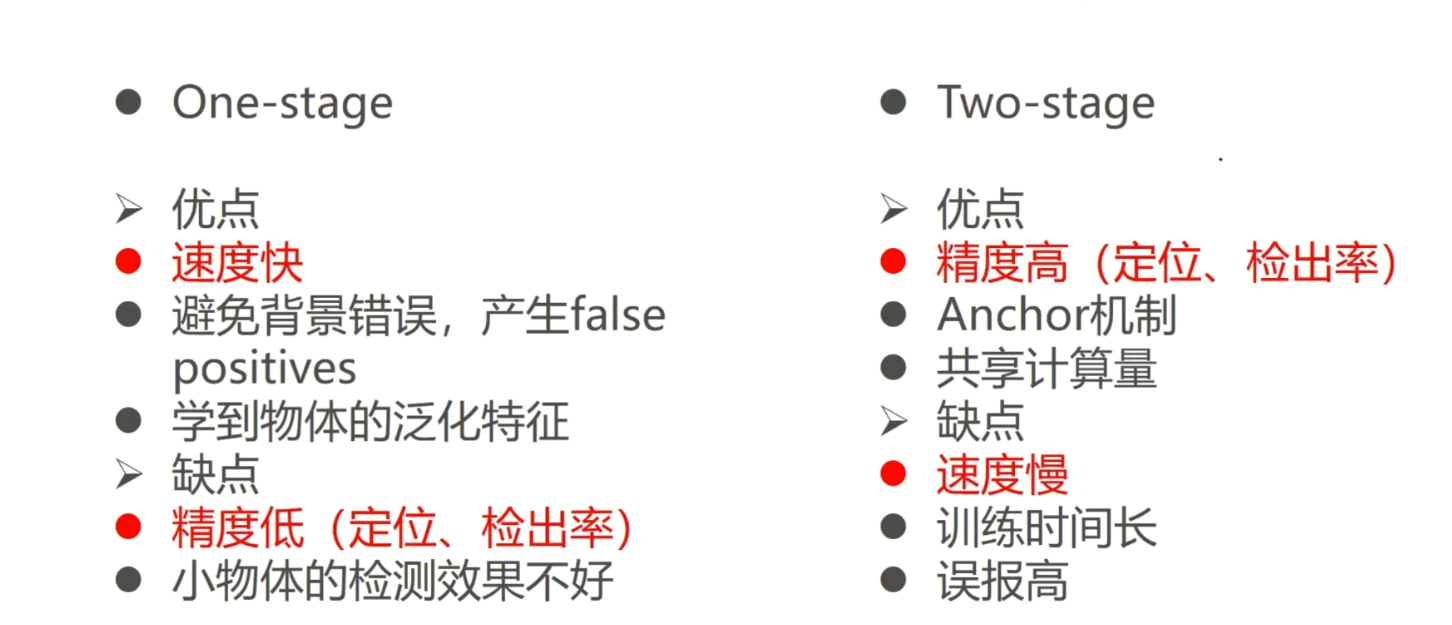 One-stage
优点
速度快
避免背景错误，产生false
positives
学到物体的泛化特征
缺点
精度低（定位、检出率）
小物体的检测效果不好
Two-stage
优点
精度高（定位、检出率）
Anchor机制
共享计算量
缺点
速度慢
训练时间长
误报高